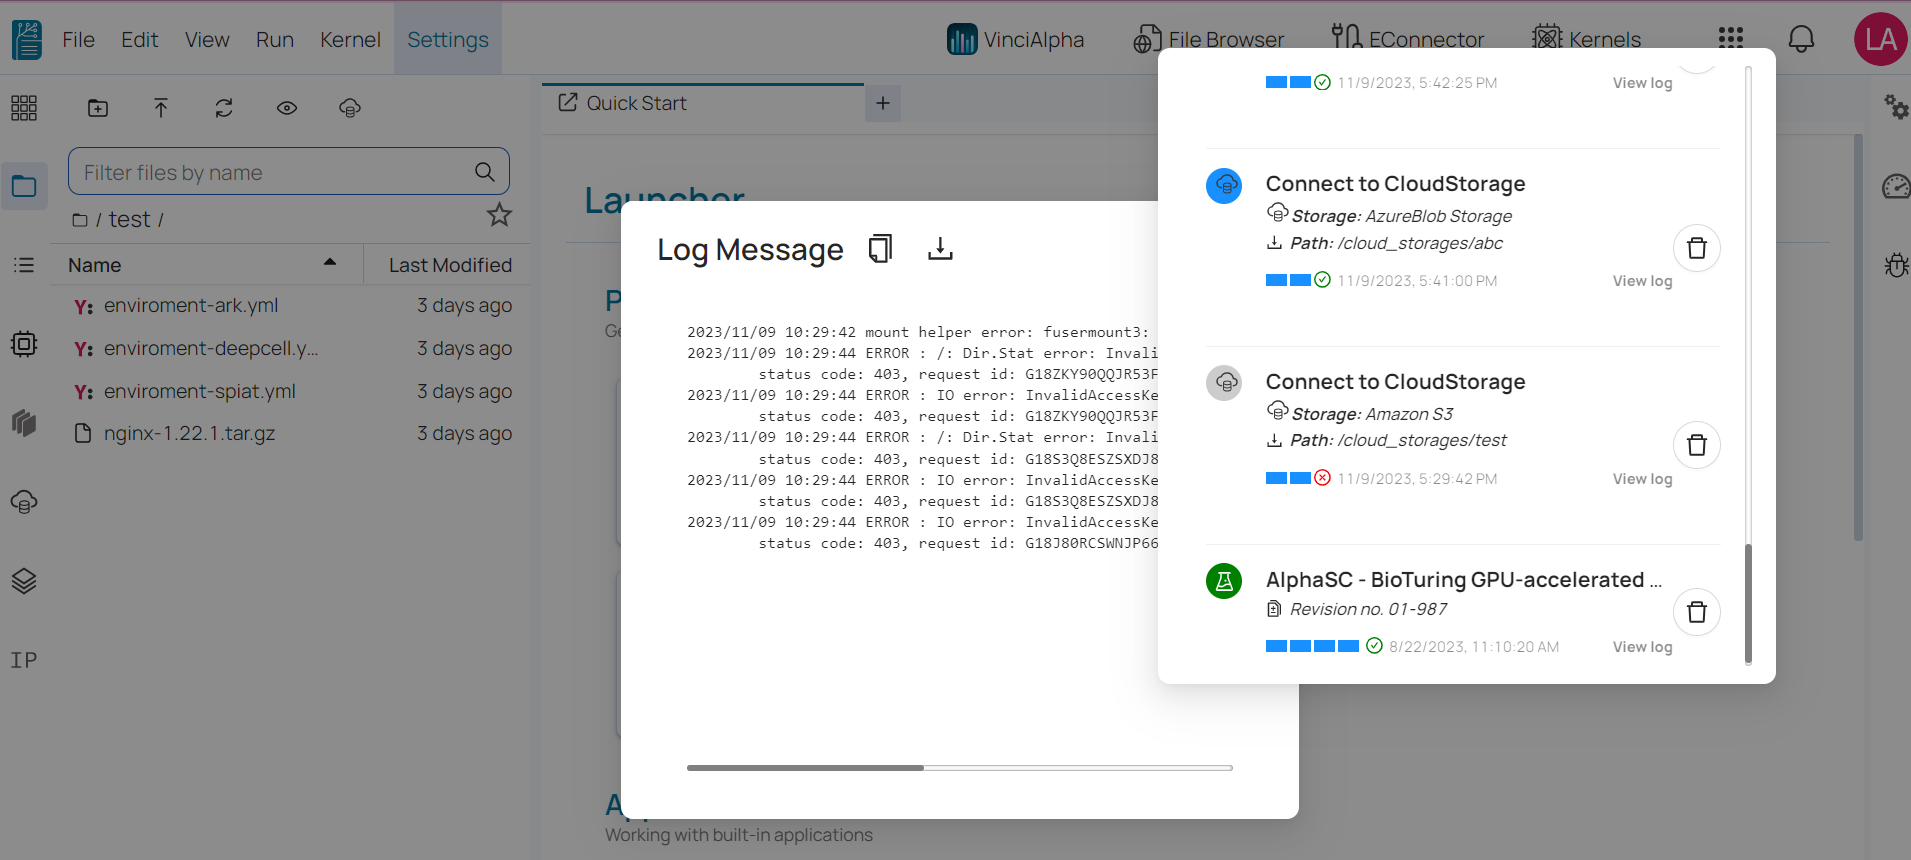 File Edit View Run Kernel Settings
VinciAlpha File Browser EConnector Kernels LA
Quick Start +
Filter files by name
/ test /
Name Last Modified
Y: enviroment-ark.yml 3 days ago
Y: enviroment-deepcell.y... 3 days ago
Y: enviroment-spiat.yml 3 days ago
nginx-1.22.1.tar.gz 3 days ago
IP
Launcher
Log Message
2023/11/09 10:29:42 mount helper error: fusermount3:
2023/11/09 10:29:44 ERROR : /: Dir.Stat error: Invali
status code: 403, request id: G18ZKY90QQJR53F
2023/11/09 10:29:44 ERROR : IO error: InvalidAccessKe
status code: 403, request id: G18ZKY90QQJR53F
2023/11/09 10:29:44 ERROR : /: Dir.Stat error: Invali
status code: 403, request id: G18S3Q8ESZSXDJ8
2023/11/09 10:29:44 ERROR : IO error: InvalidAccessKe
status code: 403, request id: G18S3Q8ESZSXDJ8
2023/11/09 10:29:44 ERROR : IO error: InvalidAccessKe
status code: 403, request id: G18J80RCSWNJP66
Working with built-in applications
11/9/2023, 5:42:25 PM View log
Connect to CloudStorage
Storage: AzureBlob Storage
Path: /cloud_storages/abc
11/9/2023, 5:41:00 PM View log
Connect to CloudStorage
Storage: Amazon S3
Path: /cloud_storages/test
11/9/2023, 5:29:42 PM View log
AlphaSC - BioTuring GPU-accelerated ...
Revision no. 01-987
8/22/2023, 11:10:20 AM View log